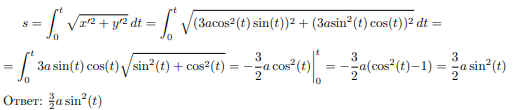 s = ∫₀ᵗ √(x′² + y′²) dt = ∫₀ᵗ √((3acos²(t) sin(t))² + (3asin²(t) cos(t))²) dt =
= ∫₀ᵗ 3a sin(t) cos(t)√(sin²(t) + cos²(t)) = −3/2 a cos²(t)|₀ᵗ = −3/2 a(cos²(t)−1) = 3/2 a sin²(t)
Ответ: 3/2 a sin²(t)